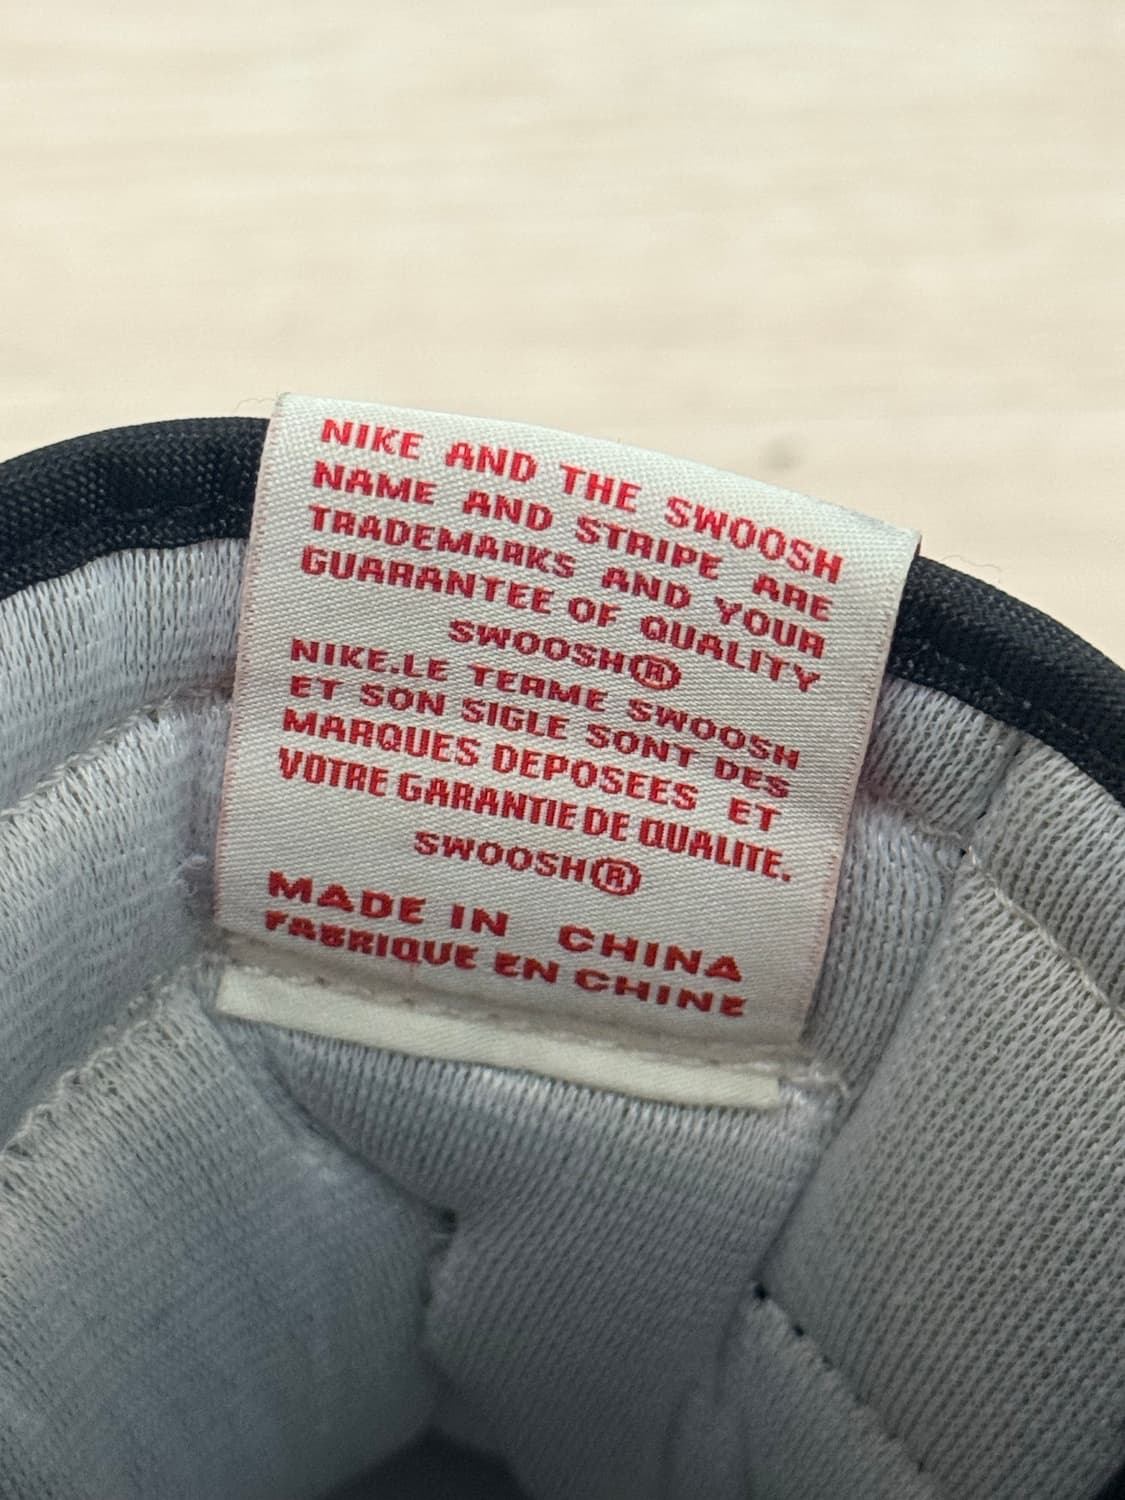 NIKE AND THE SWOOSH
NAME AND STRIPE ARE
TRADEMARKS AND YOUR
GUARANTEE OF QUALITY
SWOOSH®
NIKE.LE TERME SWOOSH
ET SON SIGLE SONT DES
MARQUES DEPOSEES ET
VOTRE GARANTIE DE QUALITE.
SWOOSH®
MADE IN CHINA
FABRIQUE EN CHINE